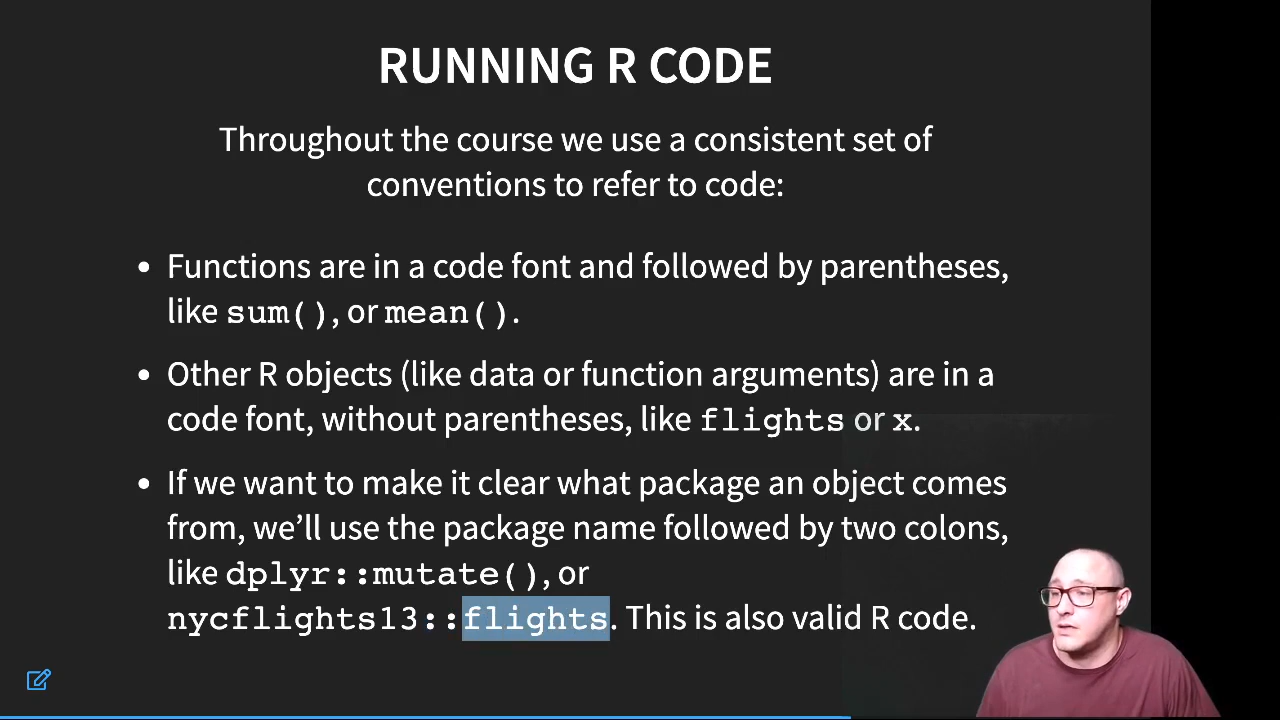 RUNNING R CODE
Throughout the course we use a consistent set of
conventions to refer to code:
• Functions are in a code font and followed by parentheses,
like sum(), or mean().
• Other R objects (like data or function arguments) are in a
code font, without parentheses, like flights or x.
• If we want to make it clear what package an object comes
from, we’ll use the package name followed by two colons,
like dplyr::mutate(), or
nycflights13::flights. This is also valid R code.